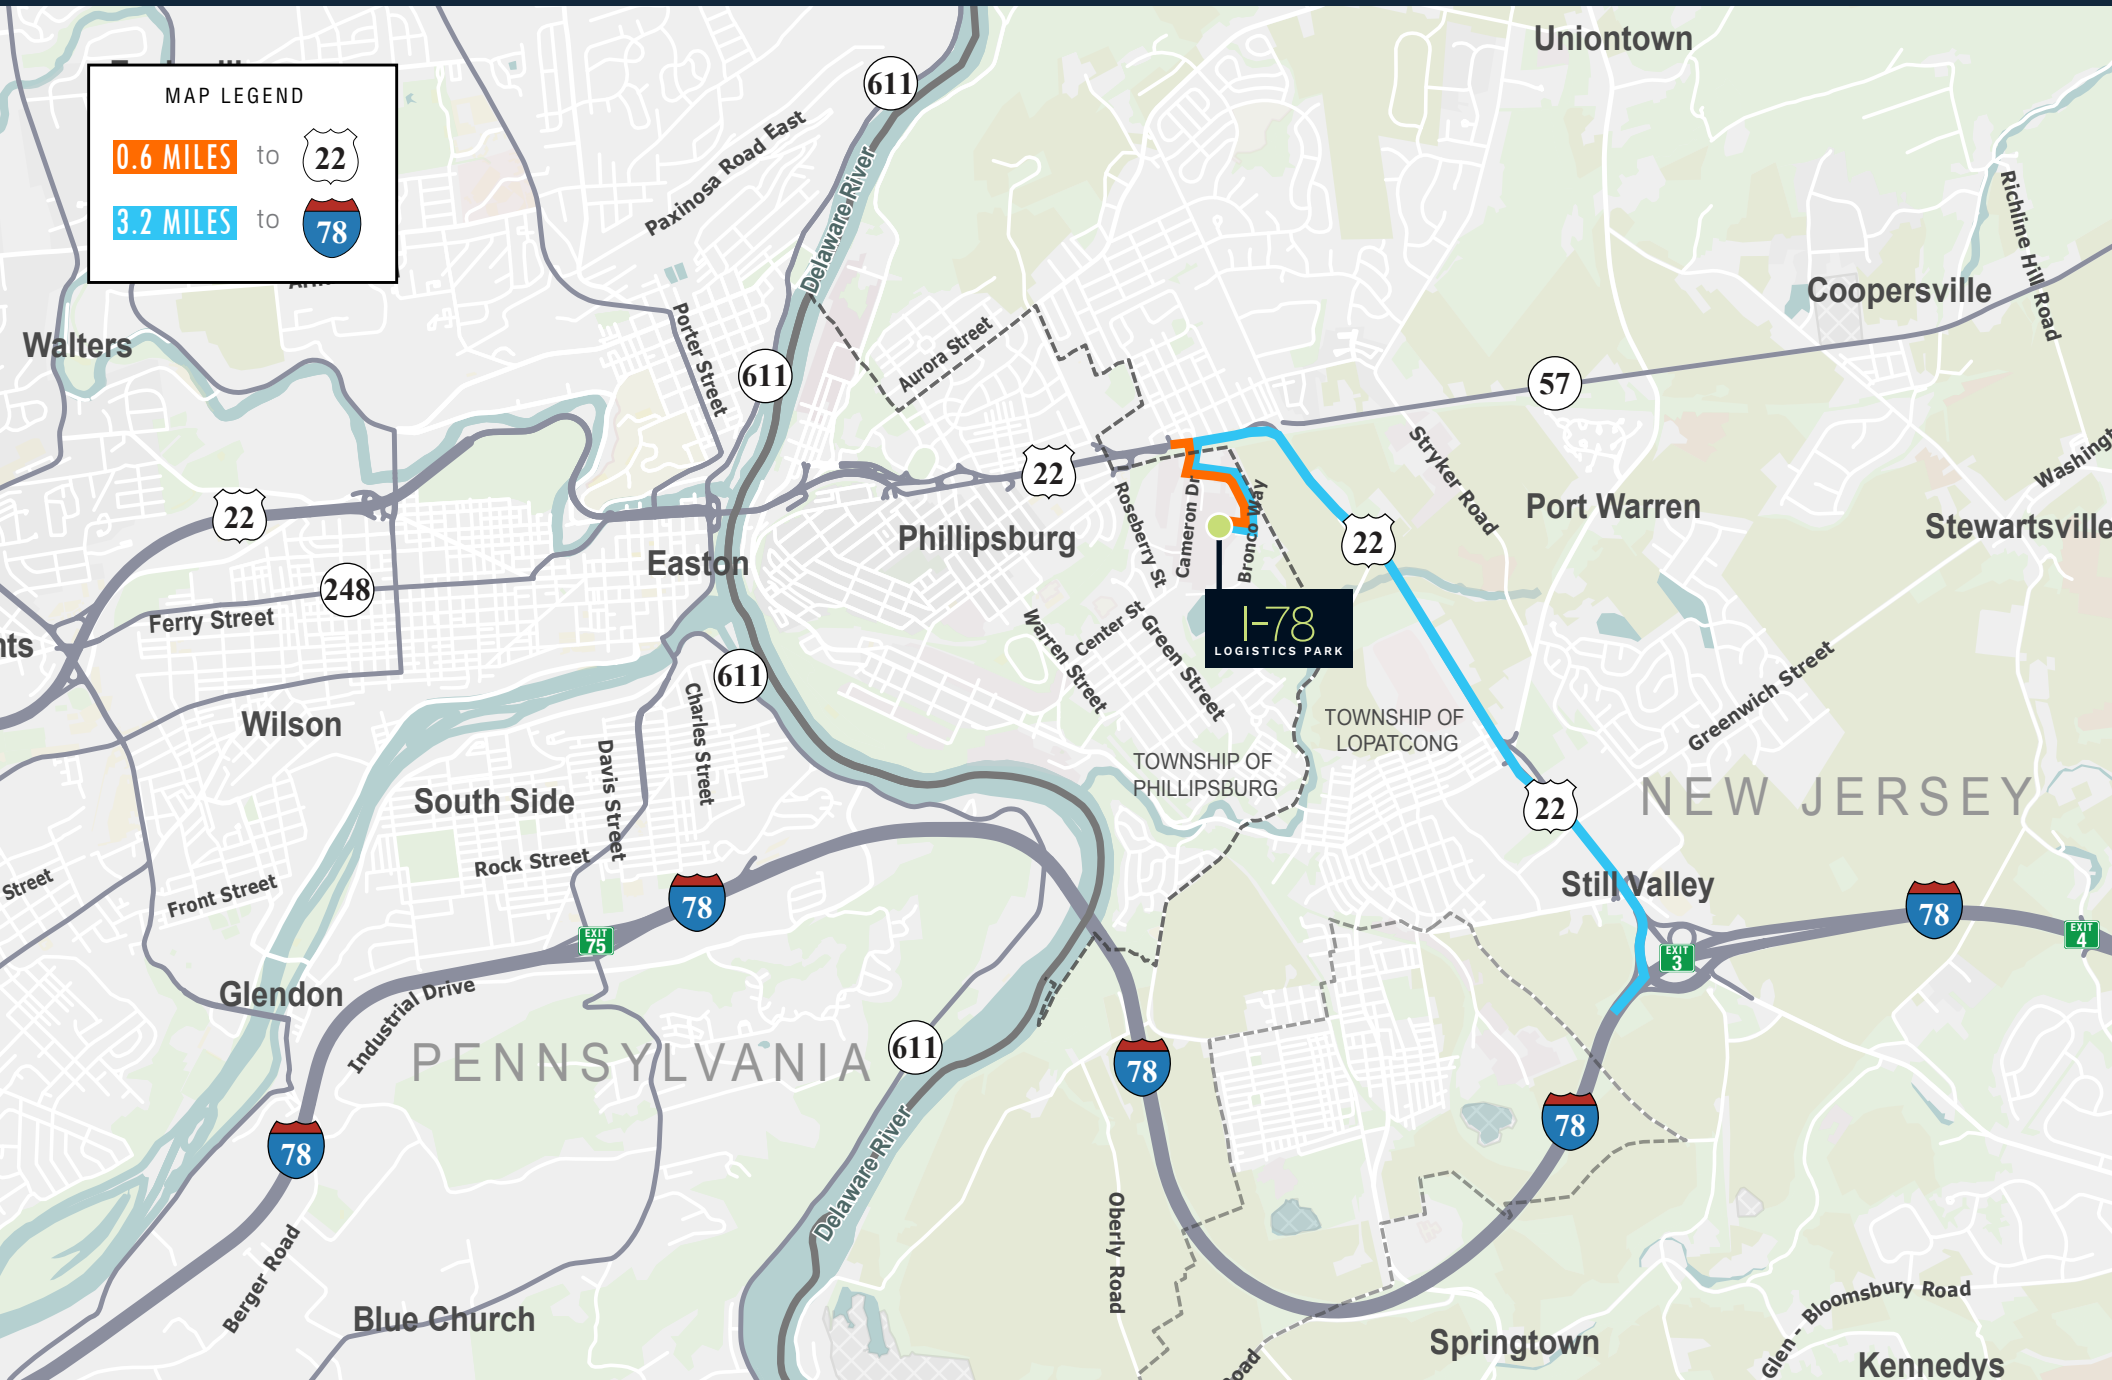 MAP LEGEND
0.6 MILES to 22
3.2 MILES to 78
Uniontown
611
Paxinosa Road East
Delaware River
Richline Hill Road
Coopersville
Walters
Porter Street
Aurora Street
611
57
Stryker Road
22
22
Roseberry St
Cameron Dr
Bronco Way
Port Warren
Stewartsville
Phillipsburg
22
Easton
248
Ferry Street
I-78
LOGISTICS PARK
Warren Street
Center St
Green Street
Greenwich Street
611
Charles Street
Wilson
Davis Street
TOWNSHIP OF
LOPATCONG
TOWNSHIP OF
PHILLIPSBURG
South Side
NEW JERSEY
22
Rock Street
Street
Front Street
78
Still Valley
78
EXIT
75
EXIT
4
EXIT
3
Glendon
Industrial Drive
PENNSYLVANIA
611
78
78
78
Delaware River
Oberly Road
Berger Road
Blue Church
Springtown
Glen - Bloomsbury Road
Kennedys